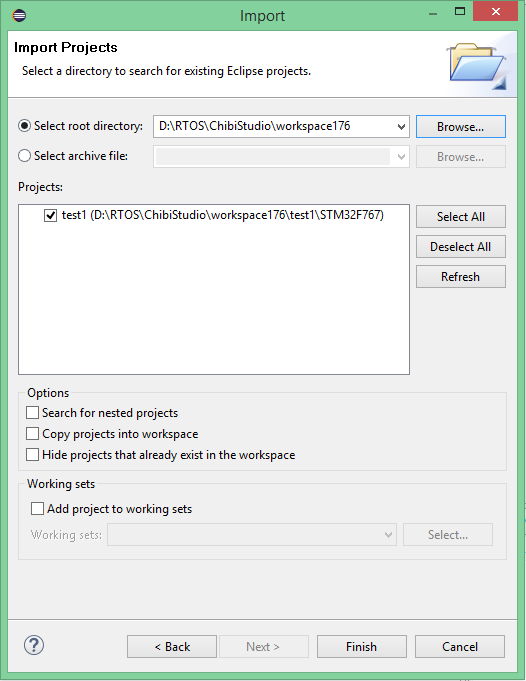 Import
Import Projects
Select a directory to search for existing Eclipse projects.
Select root directory: D:\RTOS\ChibiStudio\workspace176 Browse...
Select archive file: Browse...
Projects:
test1 (D:\RTOS\ChibiStudio\workspace176\test1\STM32F767)
Select All
Deselect All
Refresh
Options
Search for nested projects
Copy projects into workspace
Hide projects that already exist in the workspace
Working sets
Add project to working sets
Working sets: Select...
? < Back Next > Finish Cancel